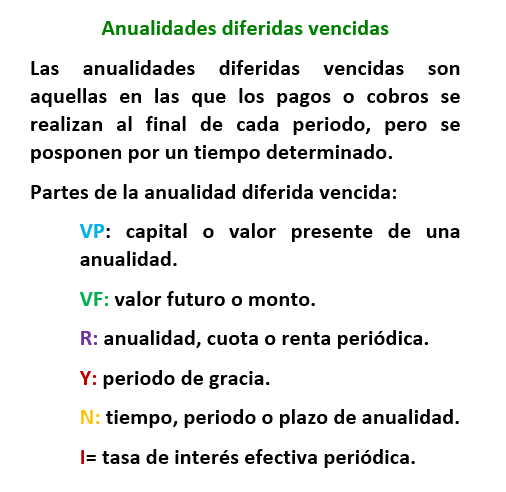 Anualidades diferidas vencidas
Las anualidades diferidas vencidas son
aquellas en las que los pagos o cobros se
realizan al final de cada periodo, pero se
posponen por un tiempo determinado.
Partes de la anualidad diferida vencida:
VP: capital o valor presente de una
anualidad.
VF: valor futuro o monto.
R: anualidad, cuota o renta periódica.
Y: periodo de gracia.
N: tiempo, periodo o plazo de anualidad.
I= tasa de interés efectiva periódica.